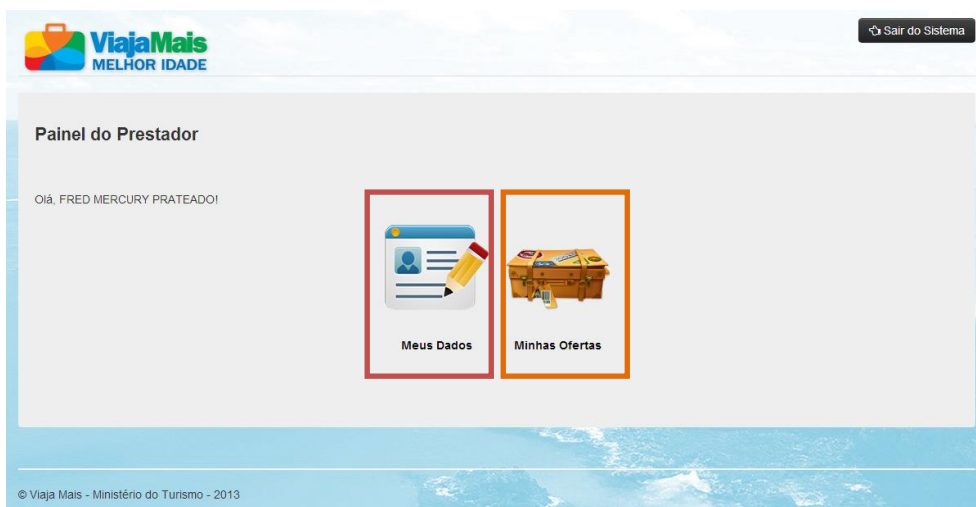 ViajaMais
MELHOR IDADE
Sair do Sistema
Painel do Prestador
Olá, FRED MERCURY PRATEADO!
Meus Dados
Minhas Ofertas
© Viaja Mais - Ministério do Turismo - 2013